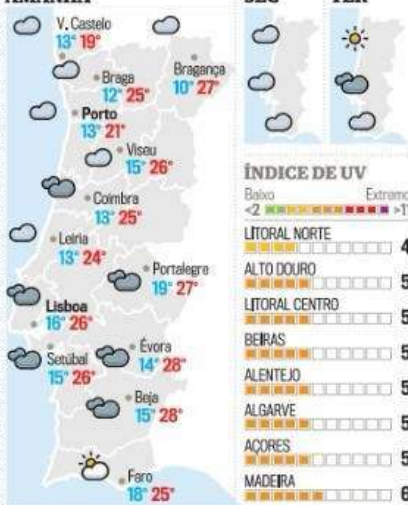 AMANHÃ
V. Castelo
13° 19°
Braga
12° 25°
Bragança
10° 27°
Porto
13° 21°
Viseu
15° 26°
Coimbra
13° 25°
Leiria
13° 24°
Portalegre
19° 27°
Lisboa
16° 26°
Setúbal
15° 26°
Évora
14° 28°
Beja
15° 28°
Faro
18° 25°
SEG
TER
ÍNDICE DE UV
Baixo Extremo
<2 >1
LITORAL NORTE 4
ALTO DOURO 5
LITORAL CENTRO 5
BEIRAS 5
ALENTEJO 5
ALGARVE 5
AÇORES 5
MADEIRA 6